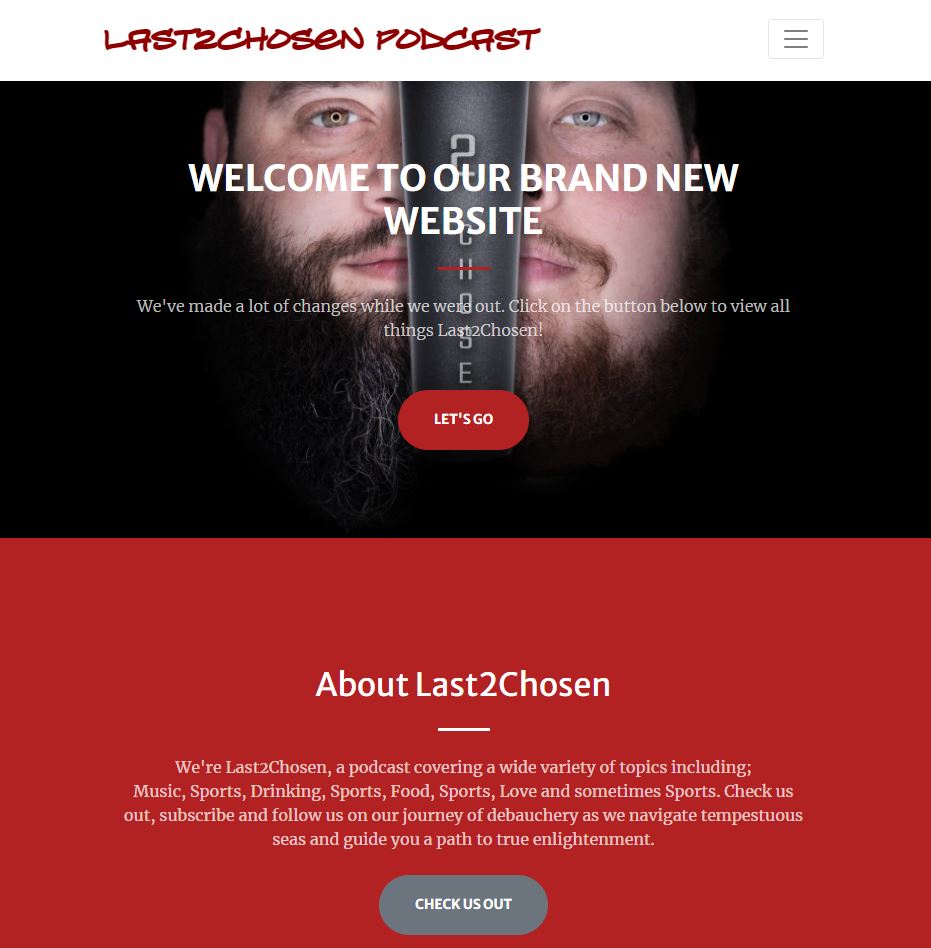 LAST2CHOSEN PODCAST
WELCOME TO OUR BRAND NEW
WEBSITE
2
C
H
O
S
E
We've made a lot of changes while we were out. Click on the button below to view all
things Last2Chosen!
LET'S GO
About Last2Chosen
We're Last2Chosen, a podcast covering a wide variety of topics including;
Music, Sports, Drinking, Sports, Food, Sports, Love and sometimes Sports. Check us
out, subscribe and follow us on our journey of debauchery as we navigate tempestuous
seas and guide you a path to true enlightenment.
CHECK US OUT